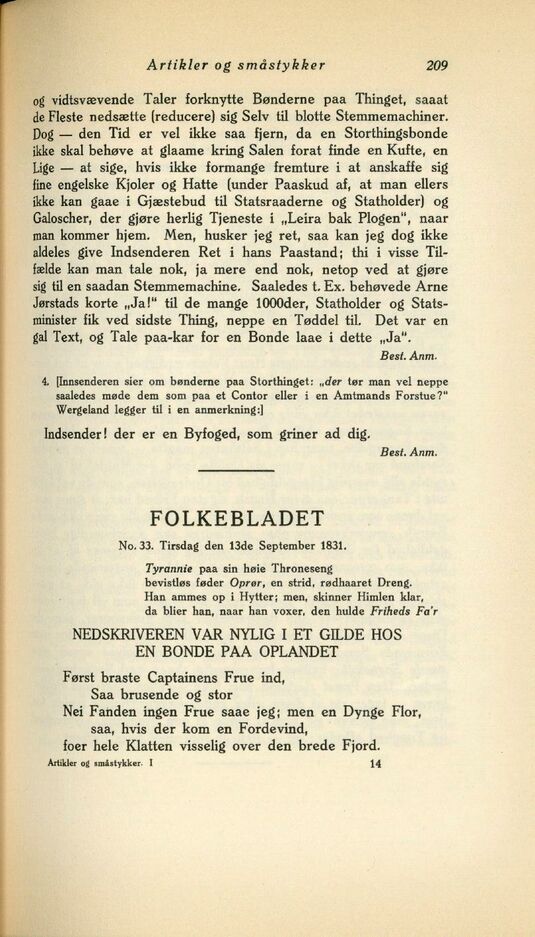 Artikler og småstykker 209
og vidtsvævende Taler forknytte Bønderne paa Thinget, saaat
de Fleste nedsætte (reducere) sig Selv til blotte Stemmemachiner.
Dog — den Tid er vel ikke saa fjern, da en Storthingsbonde
ikke skal behøve at glaame kring Salen forat finde en Kufte, en
Lige — at sige, hvis ikke formange fremture i at anskaffe sig
fine engelske Kjoler og Hatte (under Paaskud af, at man ellers
ikke kan gaae i Gjæstebud til Statsraaderne og Statholder) og
Galoscher, der gjøre herlig Tjeneste i „Leira bak Plogen“, naar
man kommer hjem. Men, husker jeg ret, saa kan jeg dog ikke
aldeles give Indsenderen Ret i hans Paastand; thi i visse Til-
fælde kan man tale nok, ja mere end nok, netop ved at gjøre
sig til en saadan Stemmemachine. Saaledes t. Ex. behøvede Arne
Jørstads korte „Ja!“ til de mange 1000der, Statholder og Stats-
minister fik ved sidste Thing, neppe en Tøddel til. Det var en
gal Text, og Tale paa-kar for en Bonde laae i dette „Ja“.
Best. Anm.
4. [Innsenderen sier om bønderne paa Storthinget: „der tør man vel neppe
saaledes møde dem som paa et Contor eller i en Amtmands Forstue?“
Wergeland legger til i en anmerkning:]
Indsender! der er en Byfoged, som griner ad dig.
Best. Anm.
FOLKEBLADET
No. 33. Tirsdag den 13de September 1831.
Tyrannie paa sin høie Throneseng
bevistløs føder Oprør, en strid, rødhaaret Dreng.
Han ammes op i Hytter; men, skinner Himlen klar,
da blier han, naar han voxer, den hulde Friheds Fa'r
NEDSKRIVEREN VAR NYLIG I ET GILDE HOS
EN BONDE PAA OPLANDET
Først braste Captainens Frue ind,
Saa brusende og stor
Nei Fanden ingen Frue saae jeg; men en Dynge Flor,
saa, hvis der kom en Fordevind,
foer hele Klatten visselig over den brede Fjord.
Artikler og småstykker. I 14